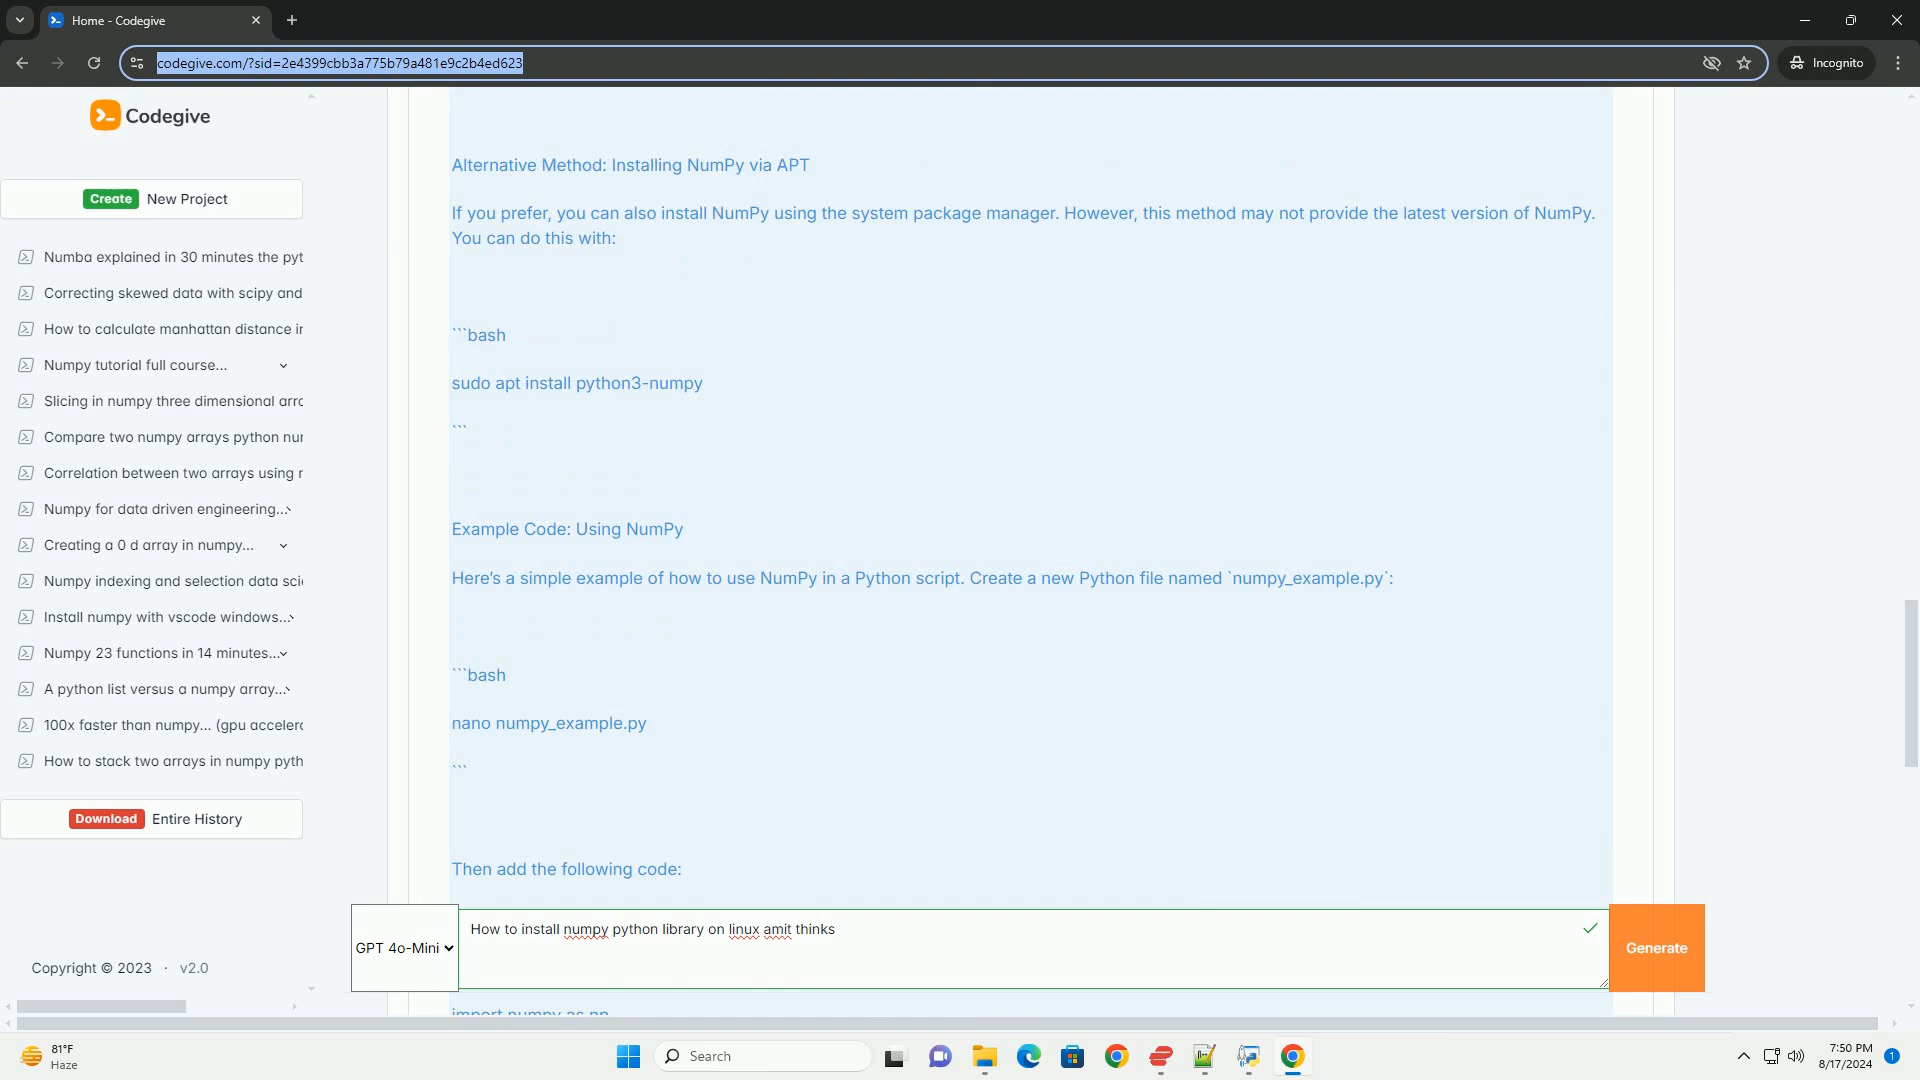 Home - Codegive
codegive.com/?sid=2e4399cbb3a775b79a481e9c2b4ed623
Incognito
Codegive
Create New Project
Numba explained in 30 minutes the pyt
Correcting skewed data with scipy and
How to calculate manhattan distance ir
Numpy tutorial full course...
Slicing in numpy three dimensional arrc
Compare two numpy arrays python nur
Correlation between two arrays using r
Numpy for data driven engineering...
Creating a 0 d array in numpy...
Numpy indexing and selection data scie
Install numpy with vscode windows...
Numpy 23 functions in 14 minutes...
A python list versus a numpy array...
100x faster than numpy... (gpu accelerc
How to stack two arrays in numpy pyth
Download Entire History
Copyright © 2023 · v2.0
Alternative Method: Installing NumPy via APT
If you prefer, you can also install NumPy using the system package manager. However, this method may not provide the latest version of NumPy.
You can do this with:
```bash
sudo apt install python3-numpy
```
Example Code: Using NumPy
Here’s a simple example of how to use NumPy in a Python script. Create a new Python file named `numpy_example.py`:
```bash
nano numpy_example.py
```
Then add the following code:
GPT 4o-Mini
How to install numpy python library on linux amit thinks
Generate
import numpy as np
81°F
Haze
Search
7:50 PM
8/17/2024
1